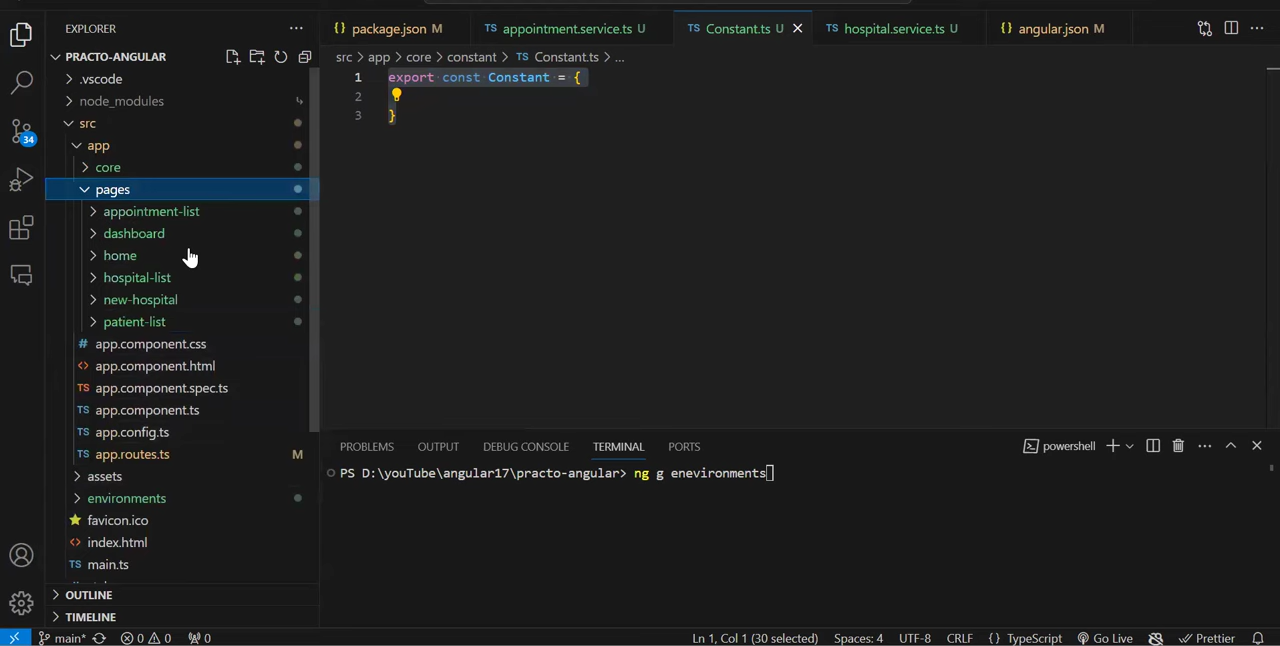 EXPLORER
PRACTO-ANGULAR
.vscode
node_modules
src
app
core
pages
appointment-list
dashboard
home
hospital-list
new-hospital
patient-list
app.component.css
app.component.html
app.component.spec.ts
app.component.ts
app.config.ts
app.routes.ts M
assets
environments
favicon.ico
index.html
main.ts
OUTLINE
TIMELINE
34
{} package.json M
TS appointment.service.ts U
TS Constant.ts U
TS hospital.service.ts U
{} angular.json M
src > app > core > constant > TS Constant.ts > ...
1 export const Constant = {
2
3 }
PROBLEMS OUTPUT DEBUG CONSOLE TERMINAL PORTS
powershell
PS D:\youTube\angular17\practo-angular> ng g enevironments
main* 0 0 0
Ln 1, Col 1 (30 selected) Spaces: 4 UTF-8 CRLF {} TypeScript Go Live Prettier